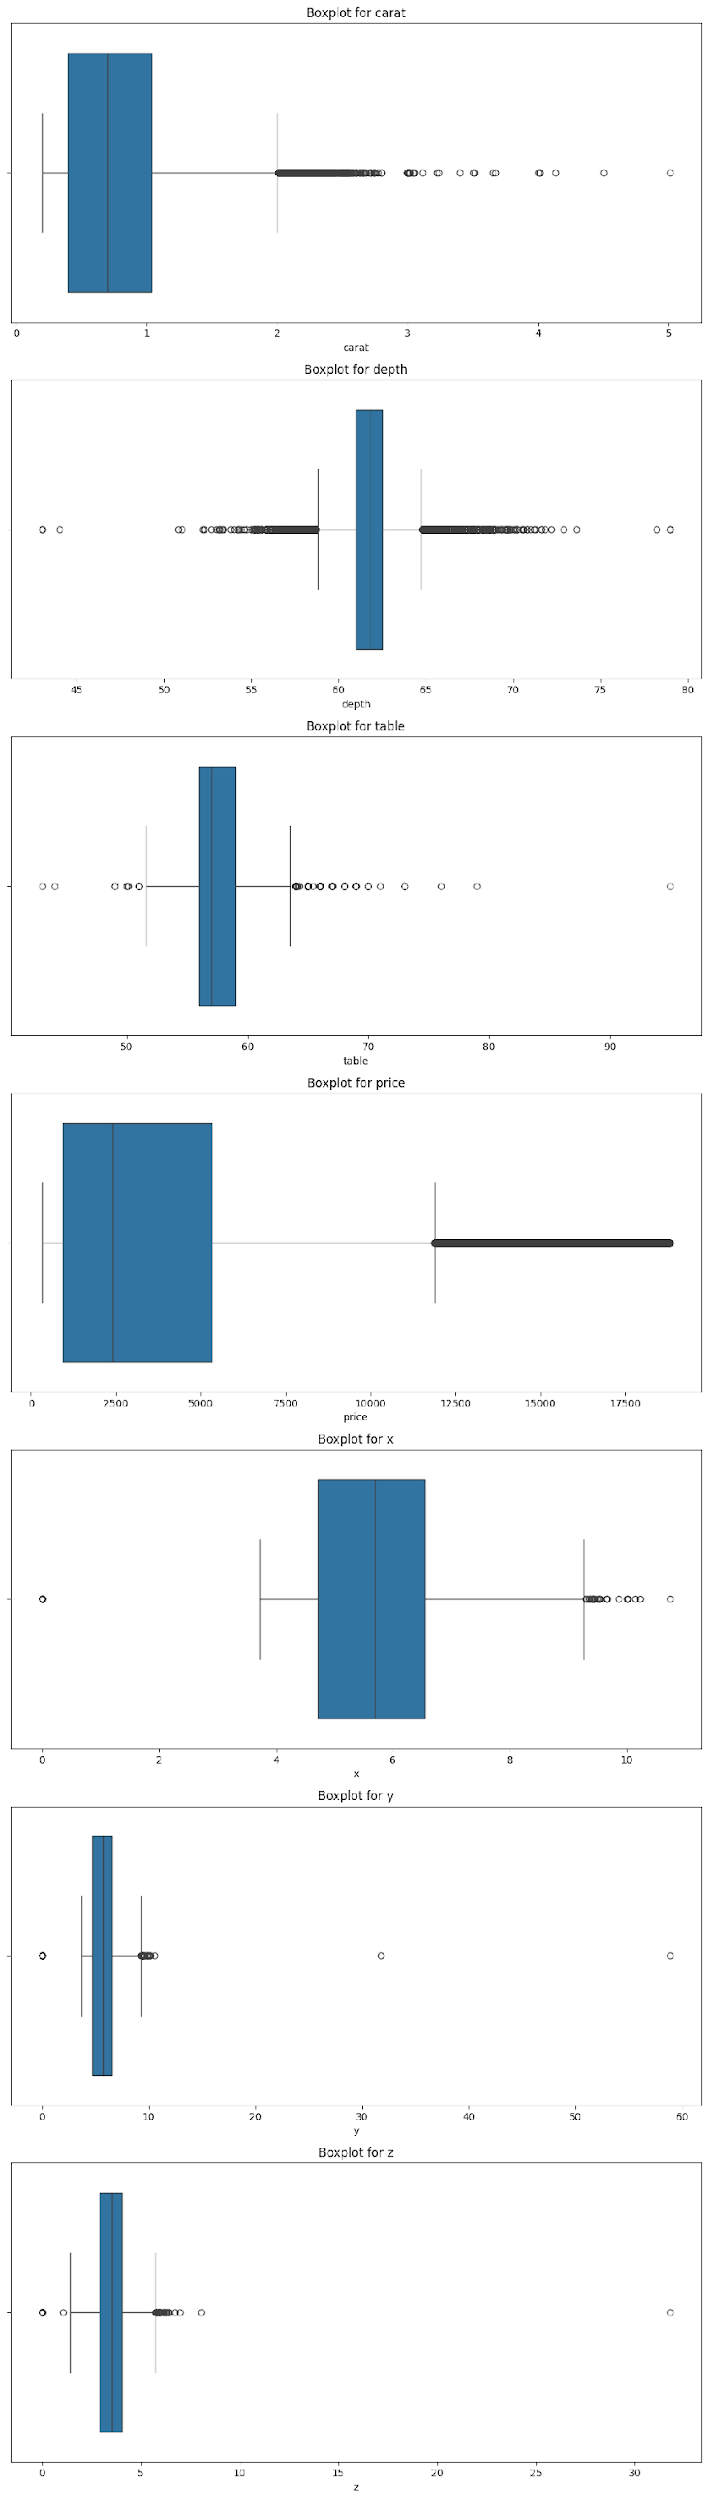 Boxplot for carat
0 1 2 3 4 5
carat
Boxplot for depth
45 50 55 60 65 70 75 80
depth
Boxplot for table
50 60 70 80 90
table
Boxplot for price
0 2500 5000 7500 10000 12500 15000 17500
price
Boxplot for x
0 2 4 6 8 10
x
Boxplot for y
0 10 20 30 40 50 60
y
Boxplot for z
0 5 10 15 20 25 30
z